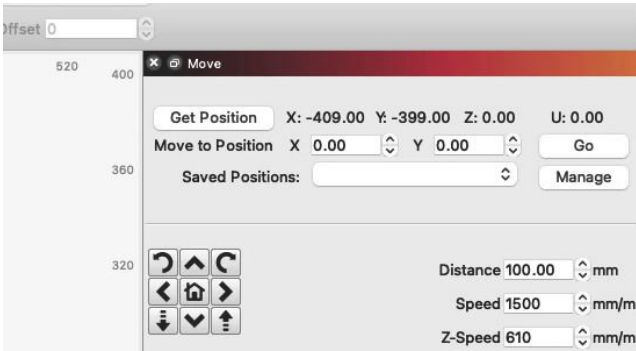 Offset 0
520
400
Move
Get Position X: -409.00 Y: -399.00 Z: 0.00 U: 0.00
Move to Position X 0.00 Y 0.00 Go
360
Saved Positions: Manage
320
Distance 100.00 mm
Speed 1500 mm/m
Z-Speed 610 mm/m